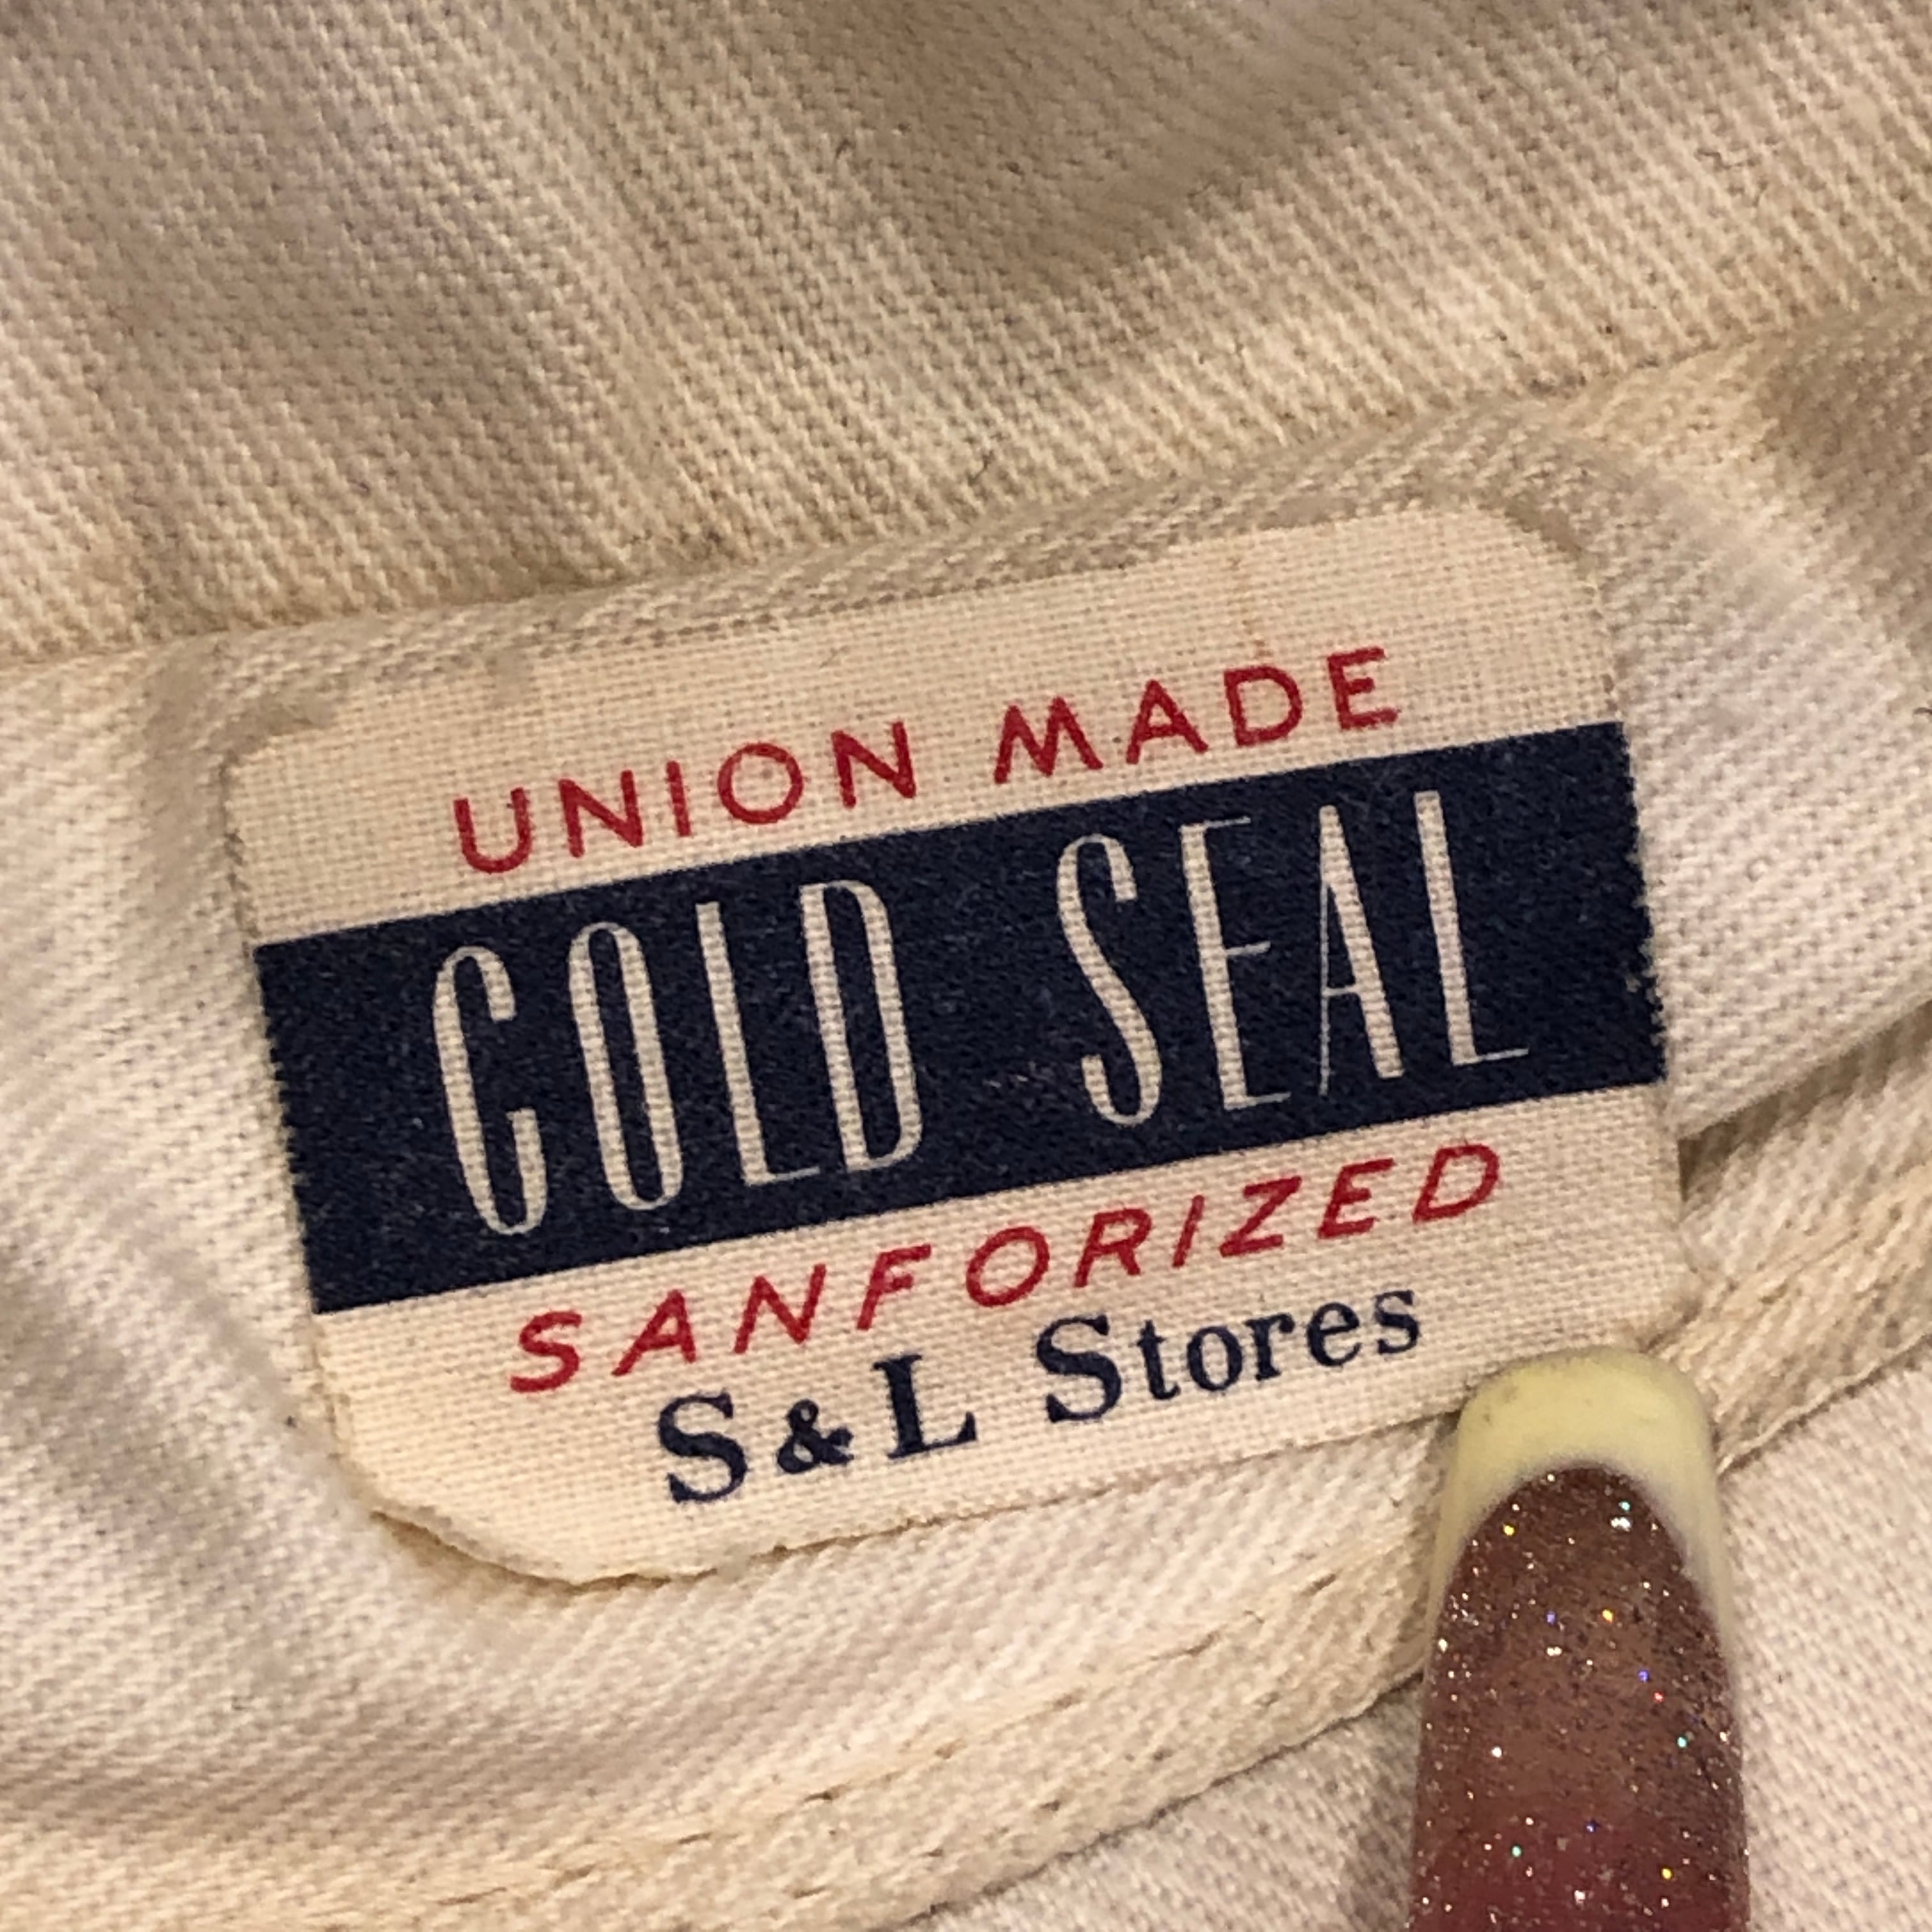 UNION MADE
COLD SEAL
SANFORIZED
S & L Stores